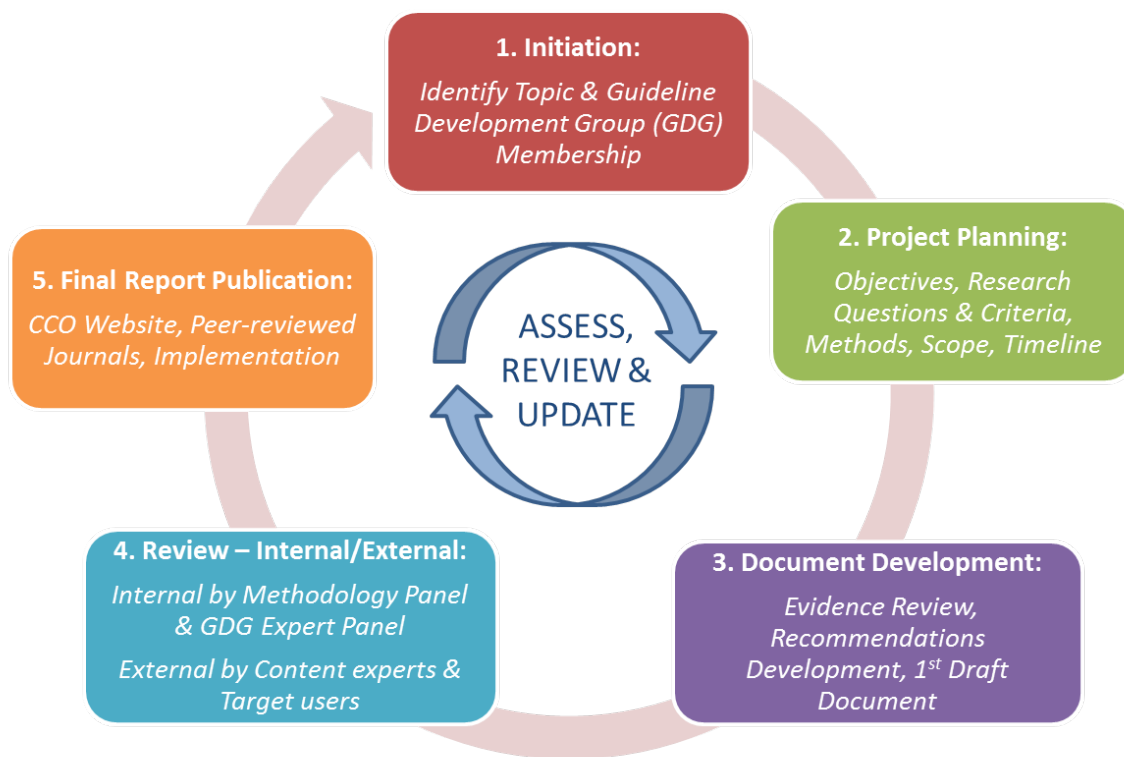 1. Initiation:
Identify Topic & Guideline
Development Group (GDG)
Membership
2. Project Planning:
Objectives, Research
Questions & Criteria,
Methods, Scope, Timeline
3. Document Development:
Evidence Review,
Recommendations
Development, 1st Draft
Document
4. Review – Internal/External:
Internal by Methodology Panel
& GDG Expert Panel
External by Content experts &
Target users
5. Final Report Publication:
CCO Website, Peer-reviewed
Journals, Implementation
ASSESS,
REVIEW &
UPDATE